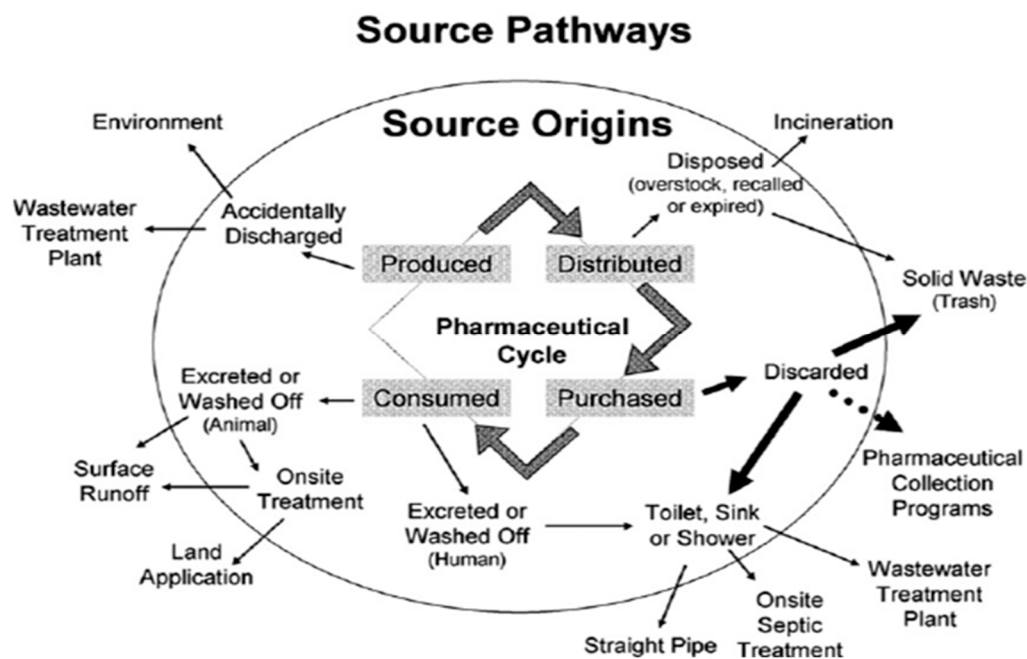 Source Pathways
Source Origins
Environment
Incineration
Disposed
(overstock, recalled
or expired)
Wastewater
Treatment
Plant
Accidentally
Discharged
Produced
Distributed
Solid Waste
(Trash)
Pharmaceutical
Cycle
Discarded
Excreted or
Washed Off
(Animal)
Consumed
Purchased
Surface
Runoff
Onsite
Treatment
Pharmaceutical
Collection
Programs
Excreted or
Washed Off
(Human)
Toilet, Sink
or Shower
Land
Application
Wastewater
Treatment
Plant
Onsite
Septic
Treatment
Straight Pipe